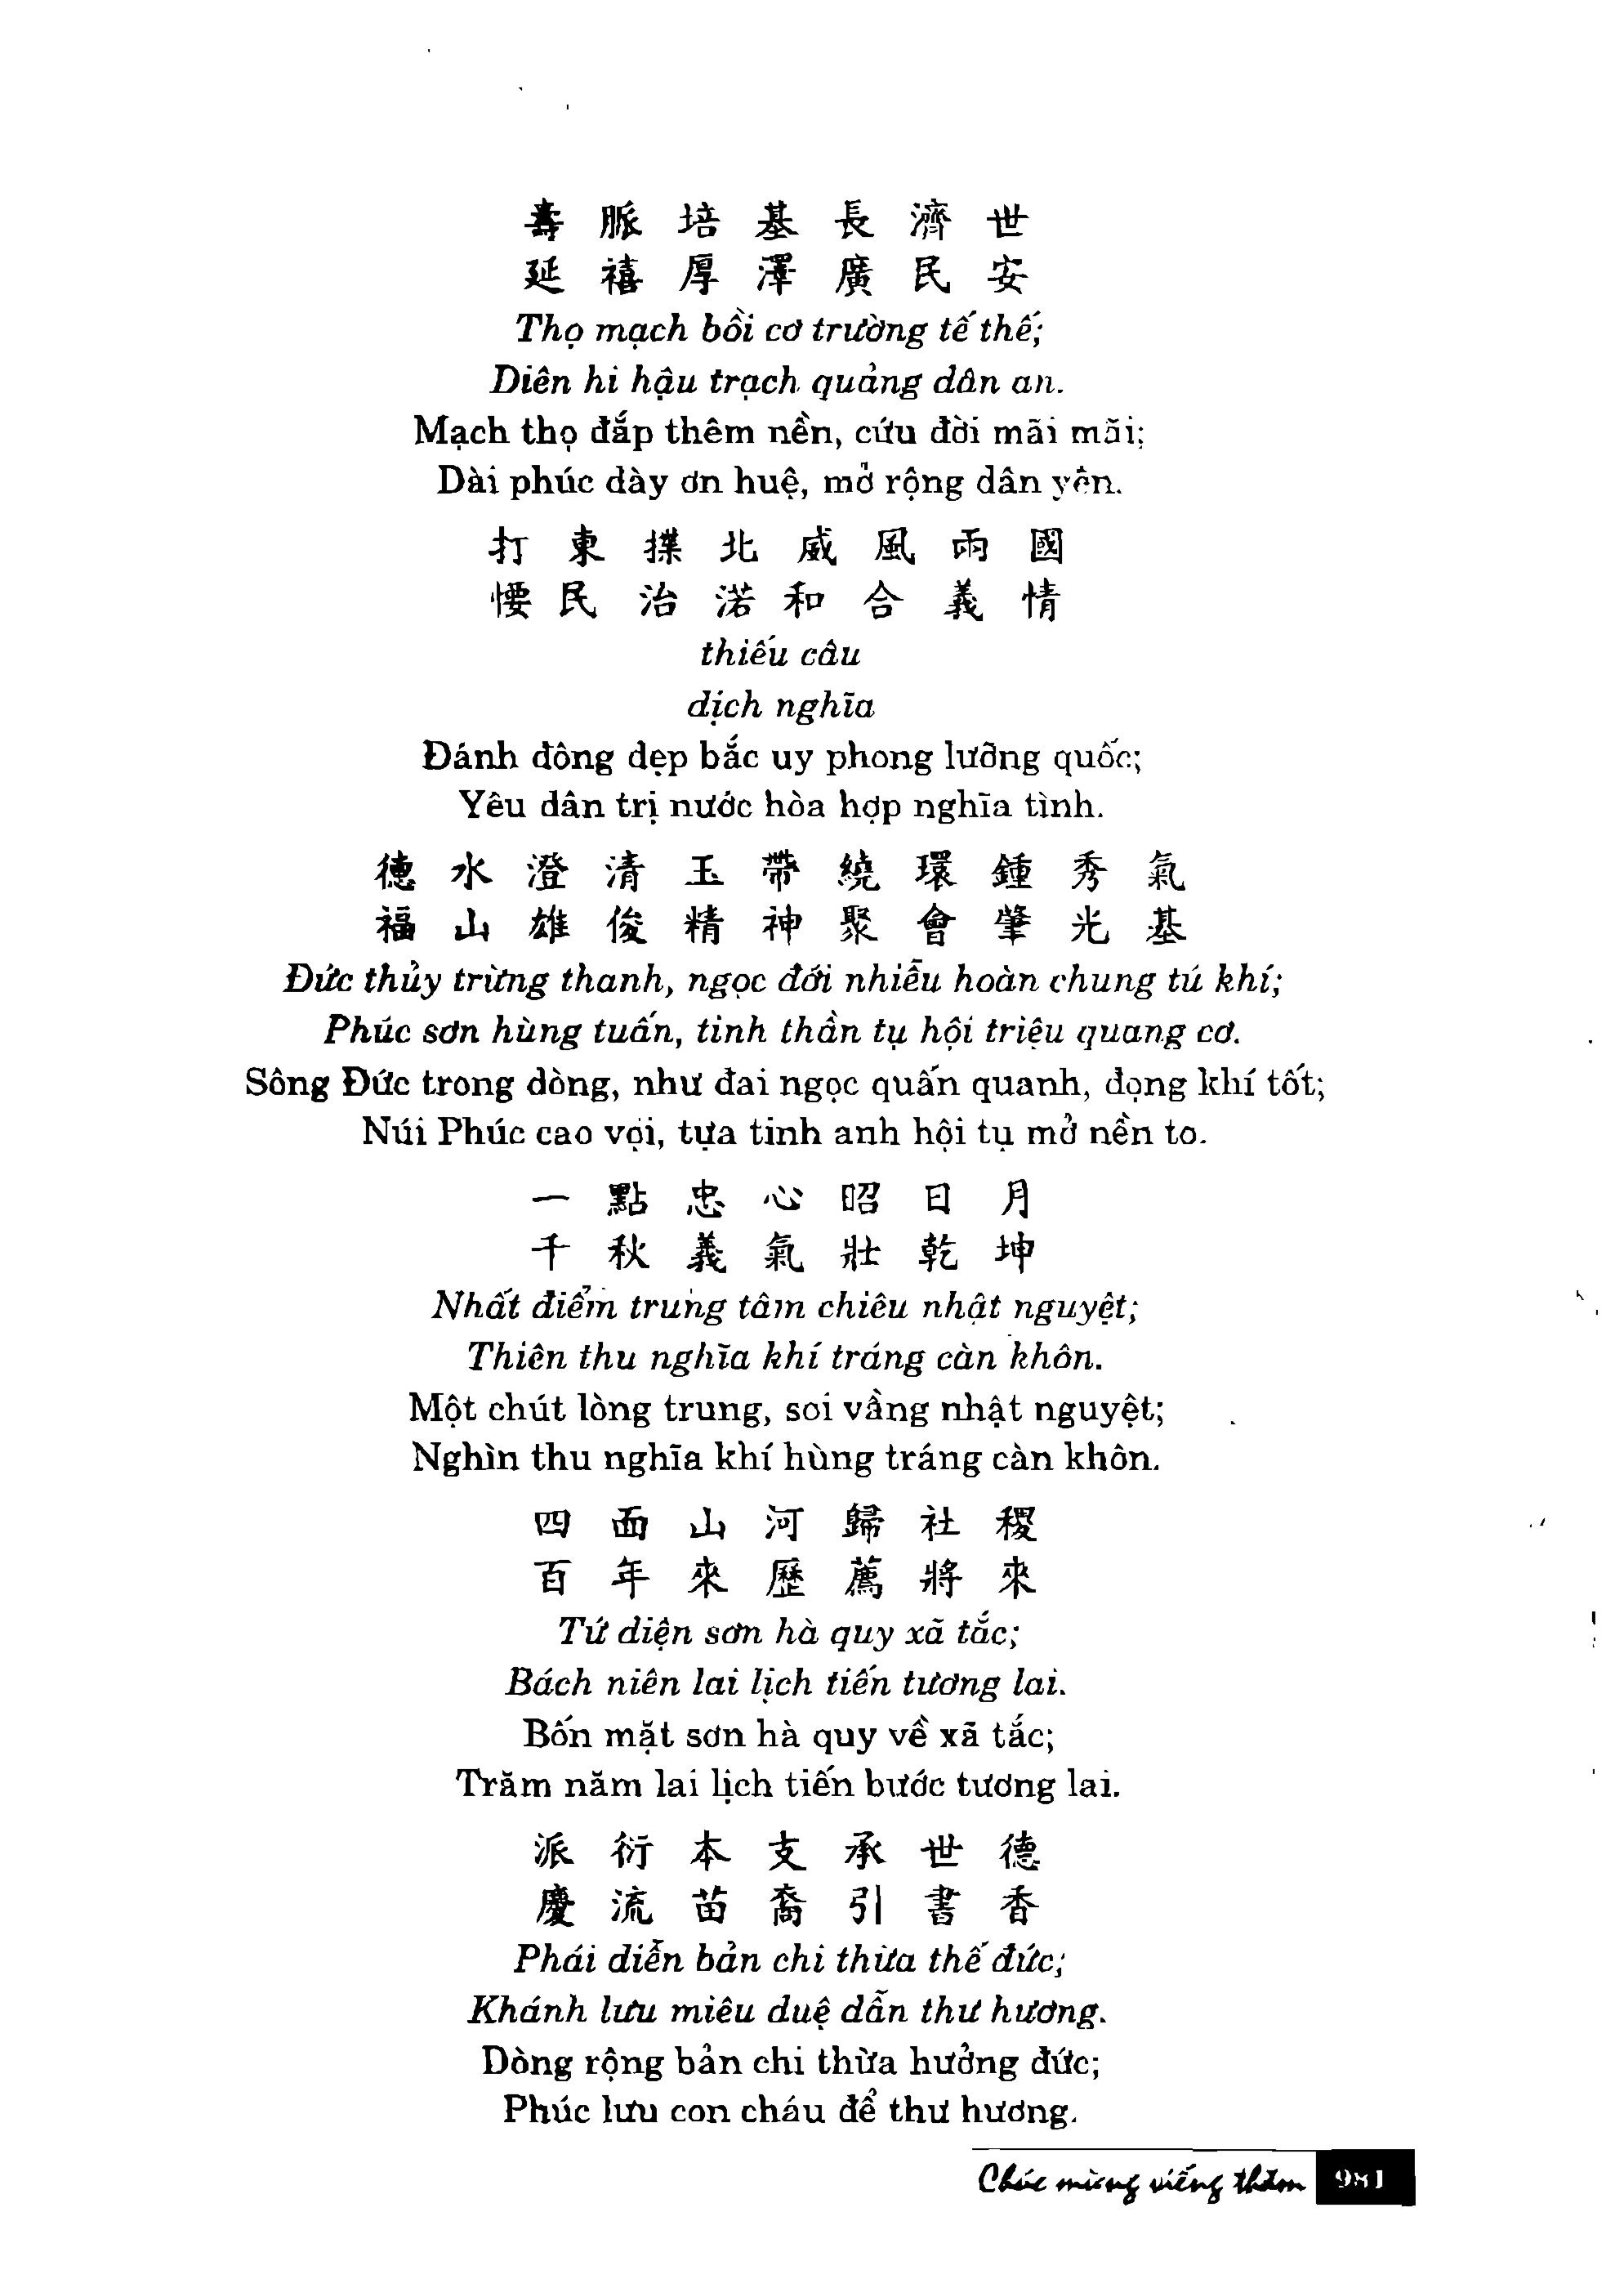 壽脈培基長濟世
延禧厚澤廣民安
Thọ mạch bồi cơ trường tế thế;
Diên hi hậu trạch quảng dân an.
Mạch thọ đắp thêm nền, cứu đời mãi mãi;
Dài phúc dày ơn huệ, mở rộng dân yên.
打東擛北威風兩國
㤇民治渃和合義情
thiếu câu
dịch nghĩa
Đánh đông dẹp bắc uy phong lưỡng quốc;
Yêu dân trị nước hòa hợp nghĩa tình.
德水澄清玉帶繞環鍾秀氣
福山雄俊精神聚會肇光基
Đức thủy trừng thanh, ngọc đới nhiễu hoàn chung tú khí;
Phúc sơn hùng tuấn, tinh thần tụ hội triệu quang cơ.
Sông Đức trong dòng, như đai ngọc quấn quanh, đọng khí tốt;
Núi Phúc cao vợi, tựa tinh anh hội tụ mở nền to.
一點忠心昭日月
千秋義氣壯乾坤
Nhất điểm trung tâm chiêu nhật nguyệt;
Thiên thu nghĩa khí tráng càn khôn.
Một chút lòng trung, soi vầng nhật nguyệt;
Nghìn thu nghĩa khí hùng tráng càn khôn.
四面山河歸社稷
百年來歷薦將來
Tứ diện sơn hà quy xã tắc;
Bách niên lai lịch tiến tương lai.
Bốn mặt sơn hà quy về xã tắc;
Trăm năm lai lịch tiến bước tương lai.
派衍本支承世德
慶流苗裔引書香
Phái diễn bản chi thừa thế đức;
Khánh lưu miêu duệ dẫn thư hương.
Dòng rộng bản chi thừa hưởng đức;
Phúc lưu con cháu để thư hương.
Chúc mừng viếng thăm 981